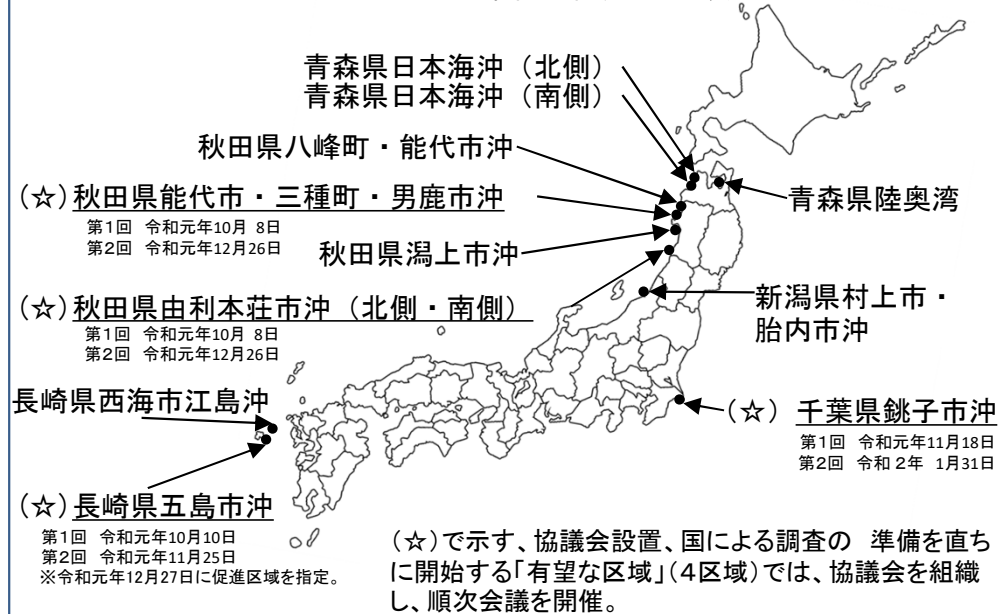 青森県日本海沖（北側）
青森県日本海沖（南側）
秋田県八峰町・能代市沖
（☆）秋田県能代市・三種町・男鹿市沖
第1回 令和元年10月 8日
第2回 令和元年12月26日
青森県陸奥湾
秋田県潟上市沖
（☆）秋田県由利本荘市沖（北側・南側）
第1回 令和元年10月 8日
第2回 令和元年12月26日
新潟県村上市・
胎内市沖
長崎県西海市江島沖
（☆） 千葉県銚子市沖
第1回 令和元年11月18日
第2回 令和２年 1月31日
（☆）長崎県五島市沖
第1回 令和元年10月10日
第2回 令和元年11月25日
※令和元年12月27日に促進区域を指定。
（☆）で示す、協議会設置、国による調査の 準備を直ち
に開始する「有望な区域」（４区域）では、協議会を組織
し、順次会議を開催。